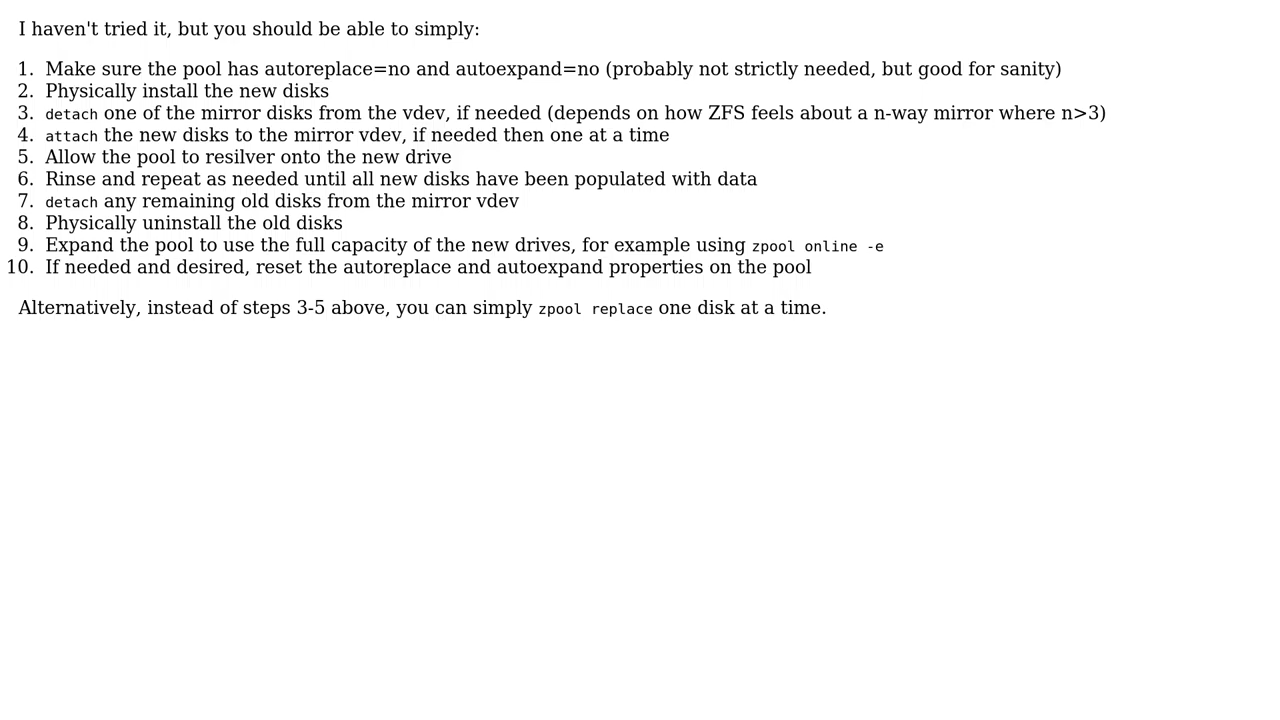 I haven't tried it, but you should be able to simply:
1. Make sure the pool has autoreplace=no and autoexpand=no (probably not strictly needed, but good for sanity)
2. Physically install the new disks
3. detach one of the mirror disks from the vdev, if needed (depends on how ZFS feels about a n-way mirror where n>3)
4. attach the new disks to the mirror vdev, if needed then one at a time
5. Allow the pool to resilver onto the new drive
6. Rinse and repeat as needed until all new disks have been populated with data
7. detach any remaining old disks from the mirror vdev
8. Physically uninstall the old disks
9. Expand the pool to use the full capacity of the new drives, for example using zpool online -e
10. If needed and desired, reset the autoreplace and autoexpand properties on the pool
Alternatively, instead of steps 3-5 above, you can simply zpool replace one disk at a time.